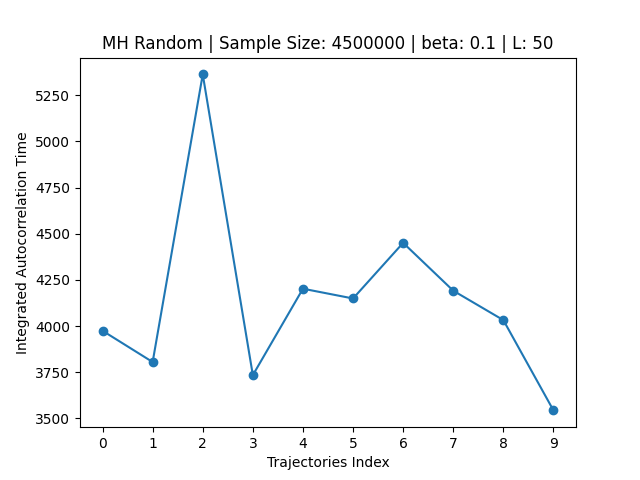 MH Random | Sample Size: 4500000 | beta: 0.1 | L: 50
Integrated Autocorrelation Time
5250
5000
4750
4500
4250
4000
3750
3500
0 1 2 3 4 5 6 7 8 9
Trajectories Index